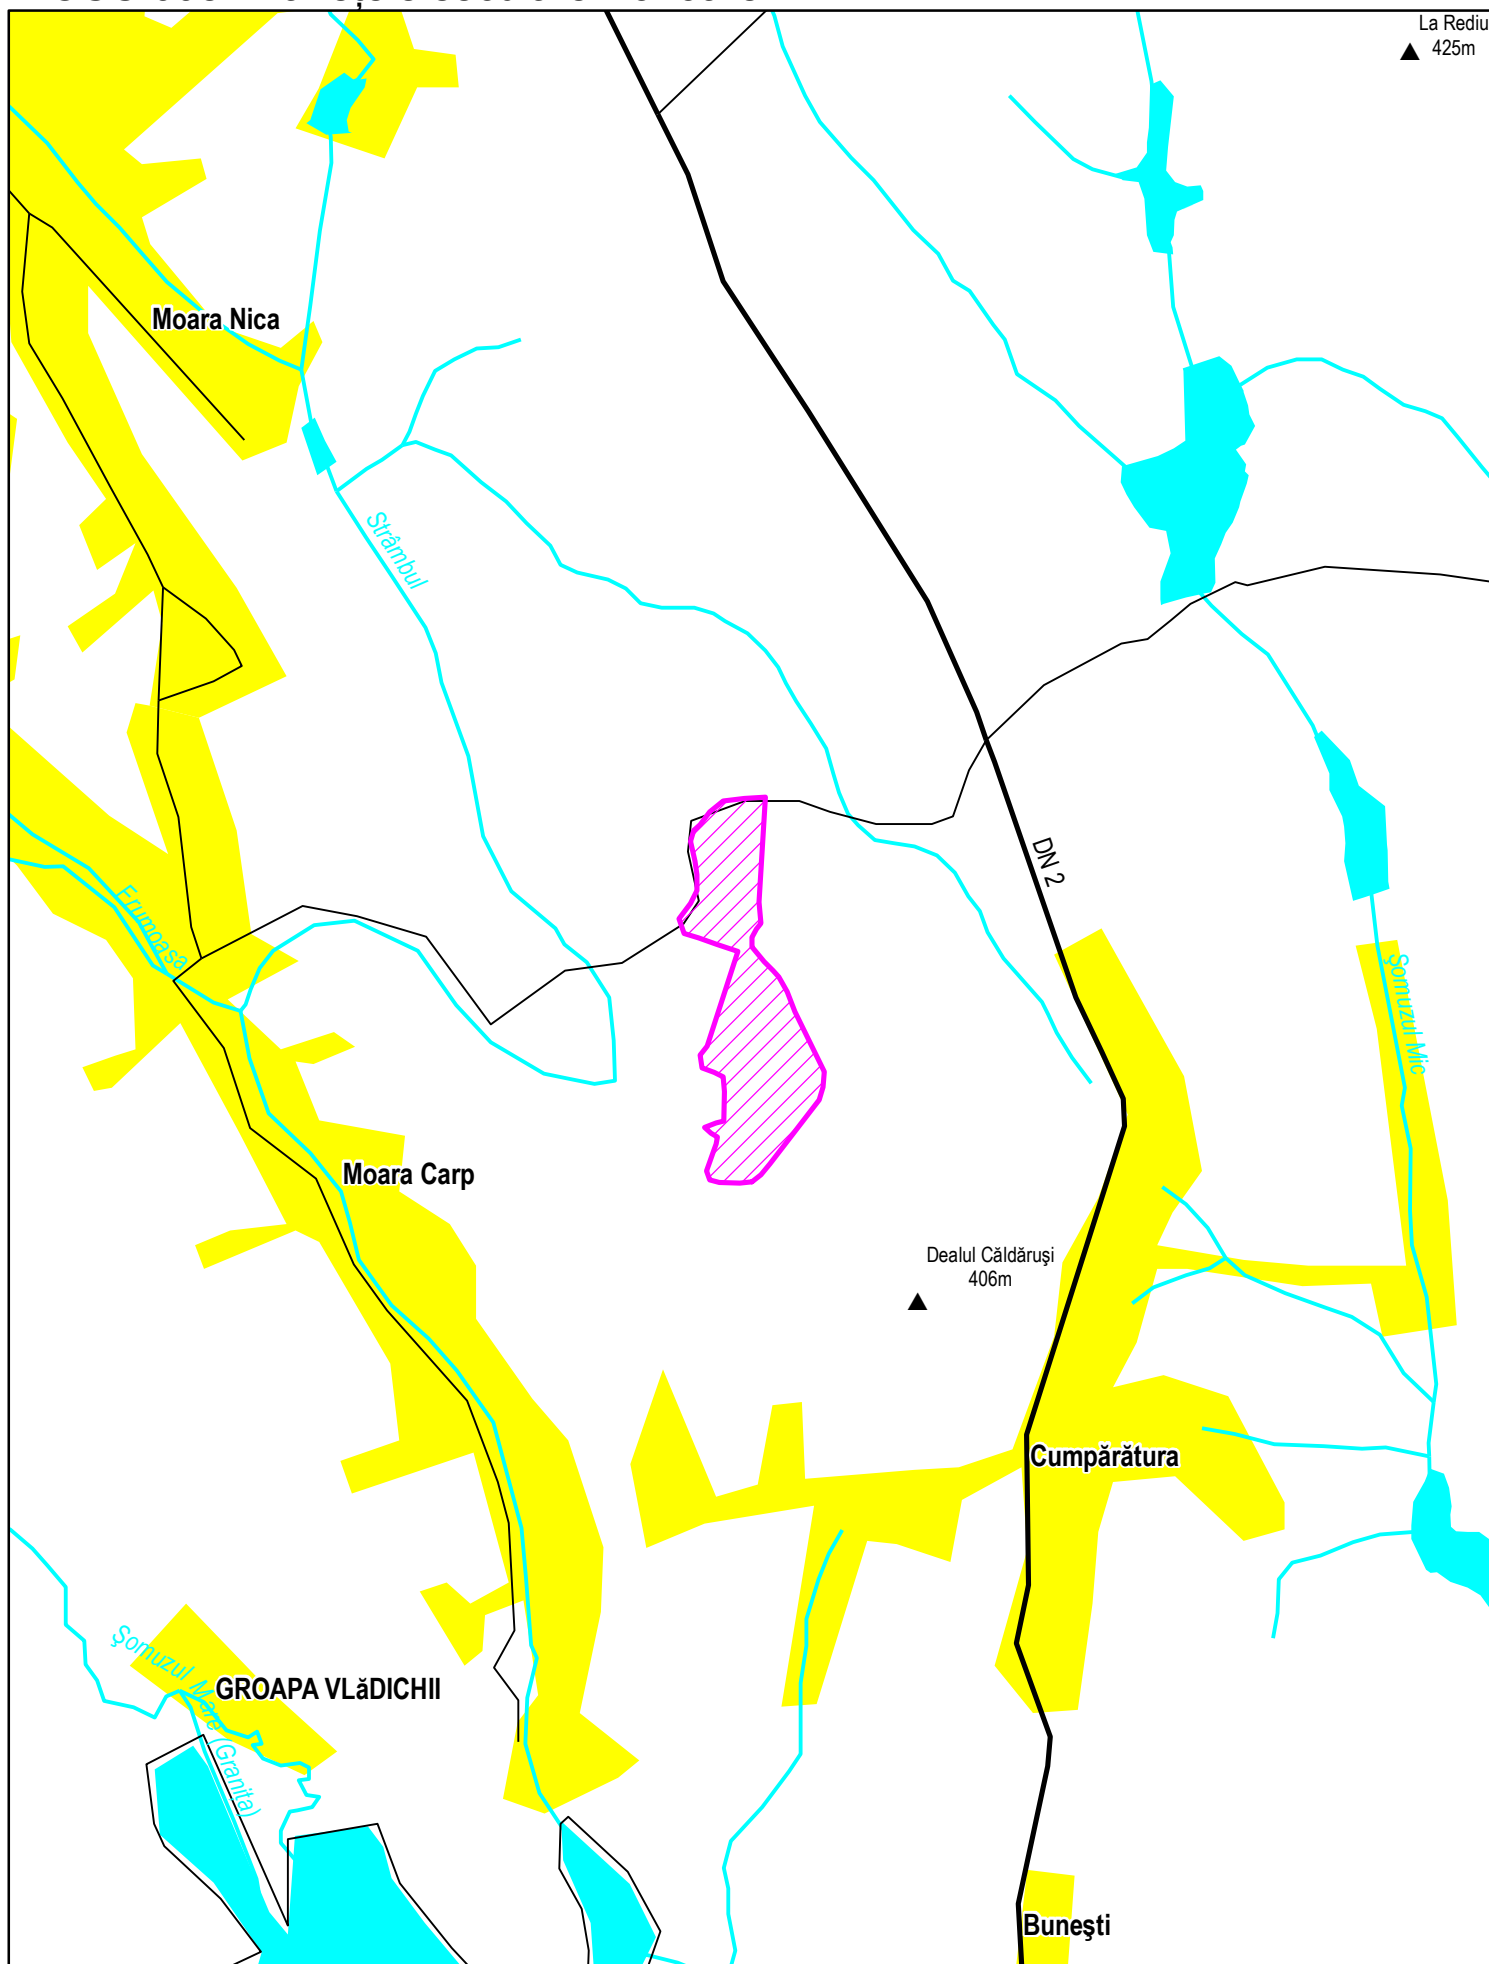 La Rediu
425m
Moara Nica
Strâmbul
DN 2
Frumoasa
Şomuzul Mic
Moara Carp
Dealul Căldăruşi
406m
Cumpărătura
Şomuzul Mare (Granita)
GROAPA VLăDICHII
Buneşti